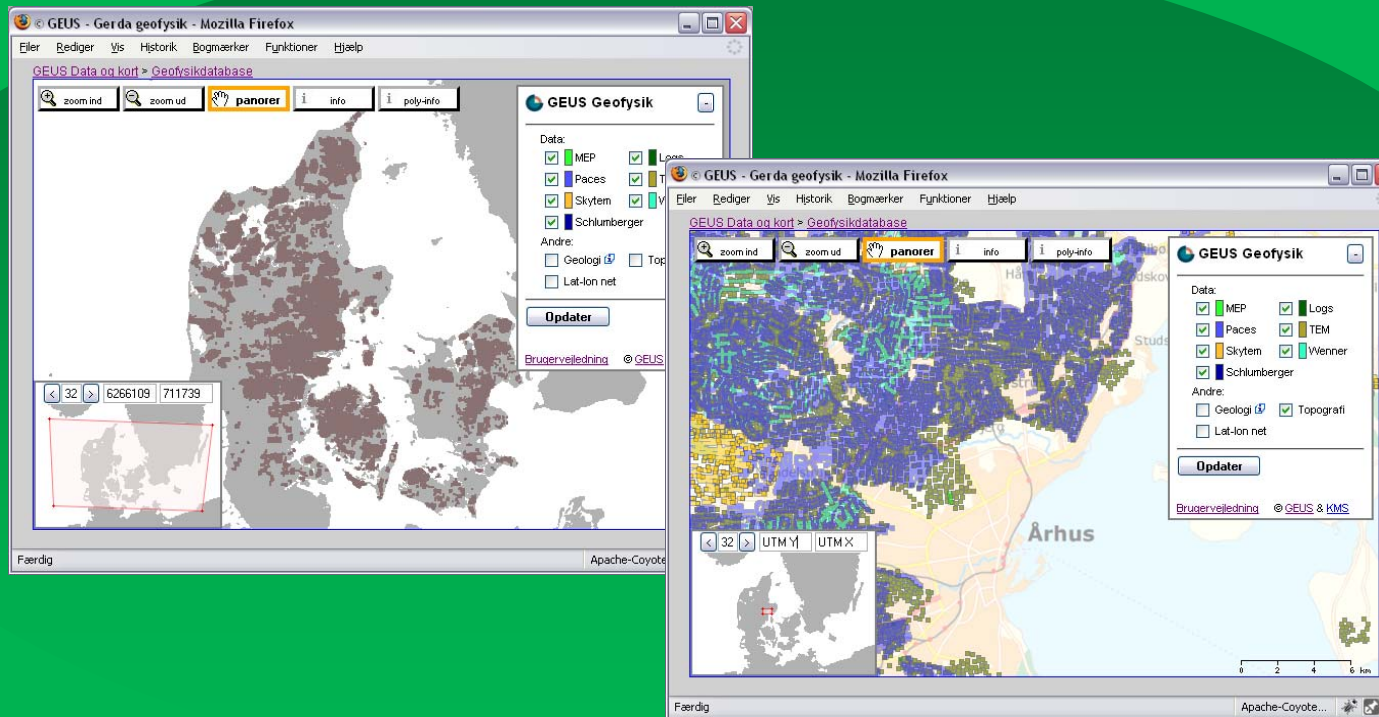 © GEUS - Gerda geofysik - Mozilla Firefox
Filer Rediger Vis Historik Bogmærker Funktioner Hjælp
GEUS Data og kort > Geofysikdatabase
zoom ind zoom ud panorer i info i poly-info
GEUS Geofysik -
Data:
MEP
Paces
Skytem
Schlumberger
Andre:
Geologi
Lat-lon net
Opdater
Brugervejledning © GEUS
< 32 > 6266109 711739
Færdig
© GEUS - Gerda geofysik - Mozilla Firefox
Filer Rediger Vis Historik Bogmærker Funktioner Hjælp
GEUS Data og kort > Geofysikdatabase
zoom ind zoom ud panorer i info i poly-info
GEUS Geofysik -
Data:
MEP Logs
Paces TEM
Skytem Wenner
Schlumberger
Andre:
Geologi Topografi
Lat-lon net
Opdater
Brugervejledning © GEUS & KMS
Århus
< 32 > UTM Y UTM X
0 2 4 6 km
Færdig Apache-Coyote...